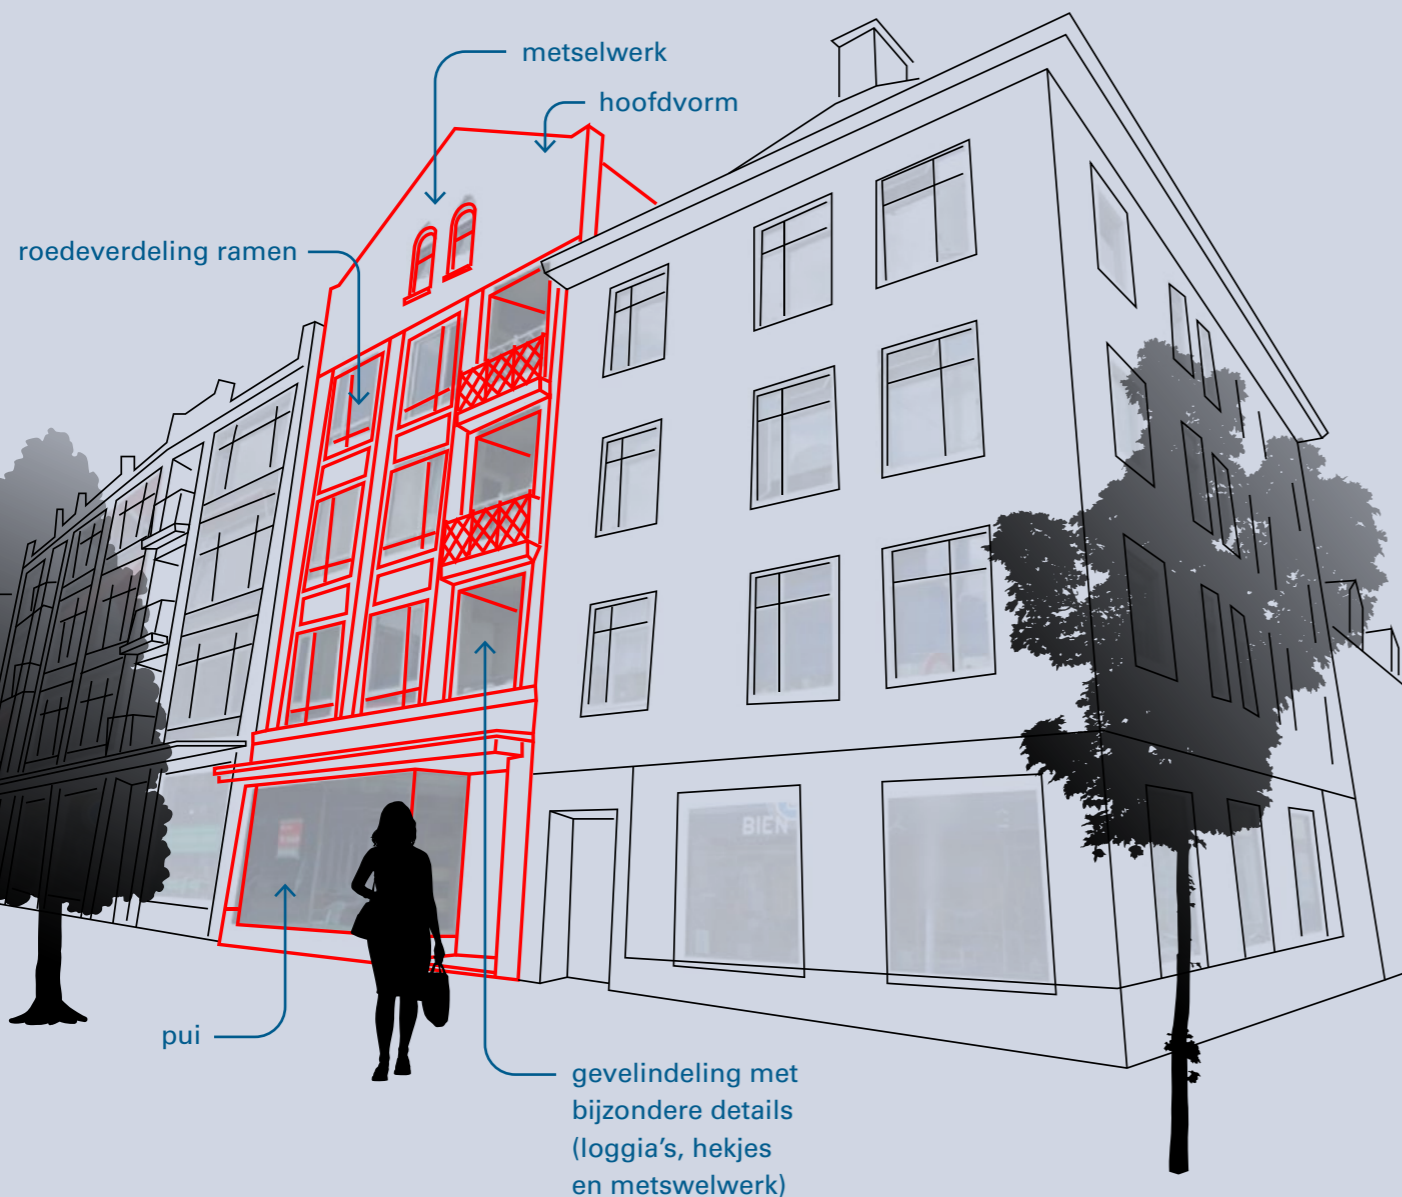 metselwerk
hoofdvorm
roedeverdeling ramen
BIEN
pui
gevelindeling met
bijzondere details
(loggia's, hekjes
en metswelwerk)